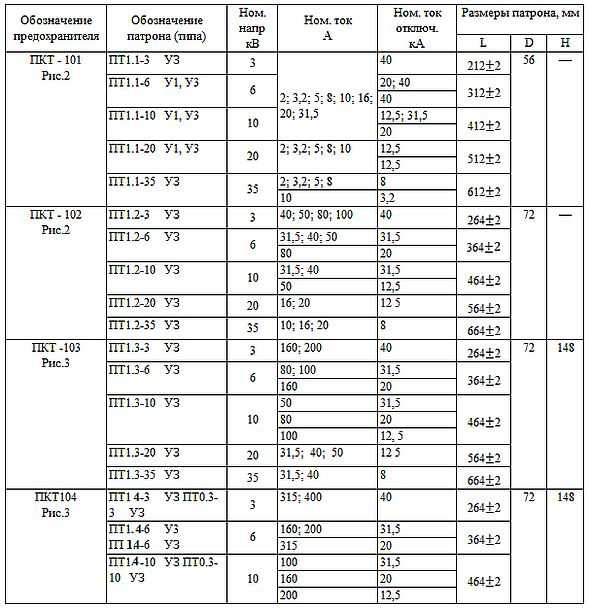 Обозначение предохранителя
Обозначение патрона (типа)
Ном. напр кВ
Ном. ток А
Ном. ток отключ. кА
Размеры патрона, мм
L D H
ПКТ - 101 Рис.2
ПТ1.1-3 УЗ 3 2; 3,2; 5; 8; 10; 16; 20; 31,5 40 212±2 56 —
ПТ1.1-6 У1, УЗ 6 20; 40 312±2
40
ПТ1.1-10 У1, УЗ 10 12,5; 31,5 412±2
20
ПТ1.1-20 У1, УЗ 20 2; 3,2; 5; 8; 10 12,5 512±2
12,5
ПТ1.1-35 УЗ 35 2; 3,2; 5; 8 8 612±2
10 3,2
ПКТ - 102 Рис.2
ПТ1.2-3 УЗ 3 40; 50; 80; 100 40 264±2 72 —
ПТ1.2-6 УЗ 6 31,5; 40; 50 31,5 364±2
80 20
ПТ1.2-10 УЗ 10 31,5; 40 31,5 464±2
50 12,5
ПТ1.2-20 УЗ 20 16; 20 12 5 564±2
ПТ1.2-35 УЗ 35 10; 16; 20 8 664±2
ПКТ -103 Рис.3
ПТ1.3-3 УЗ 3 160; 200 40 264±2 72 148
ПТ1.3-6 УЗ 6 80; 100 31,5 364±2
160 20
ПТ1.3-10 УЗ 10 50 31,5 464±2
80 20
100 12, 5
ПТ1.3-20 УЗ 20 31,5; 40; 50 12 5 564±2
ПТ1.3-35 УЗ 35 31,5; 40 8 664±2
ПКТ104 Рис.3
ПТ1 4-3 УЗ ПТ0.3-3 УЗ 3 315; 400 40 264±2 72 148
ПТ1.4-6 УЗ 6 160; 200 31,5 364±2
ПТ 1.4-6 УЗ 315 20
ПТ1.4-10 УЗ ПТ0.3-10 УЗ 10 100 31,5 464±2
160 20
200 12,5